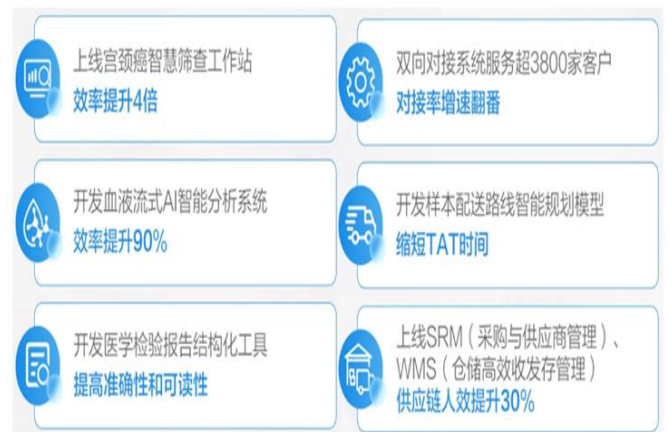 上线宫颈癌智慧筛查工作站
效率提升4倍
双向对接系统服务超3800家客户
对接率增速翻番
开发血液流式AI智能分析系统
效率提升90%
开发样本配送路线智能规划模型
缩短TAT时间
开发医学检验报告结构化工具
提高准确性和可读性
上线SRM（采购与供应商管理）、
WMS（仓储高效收发存管理）
供应链人效提升30%